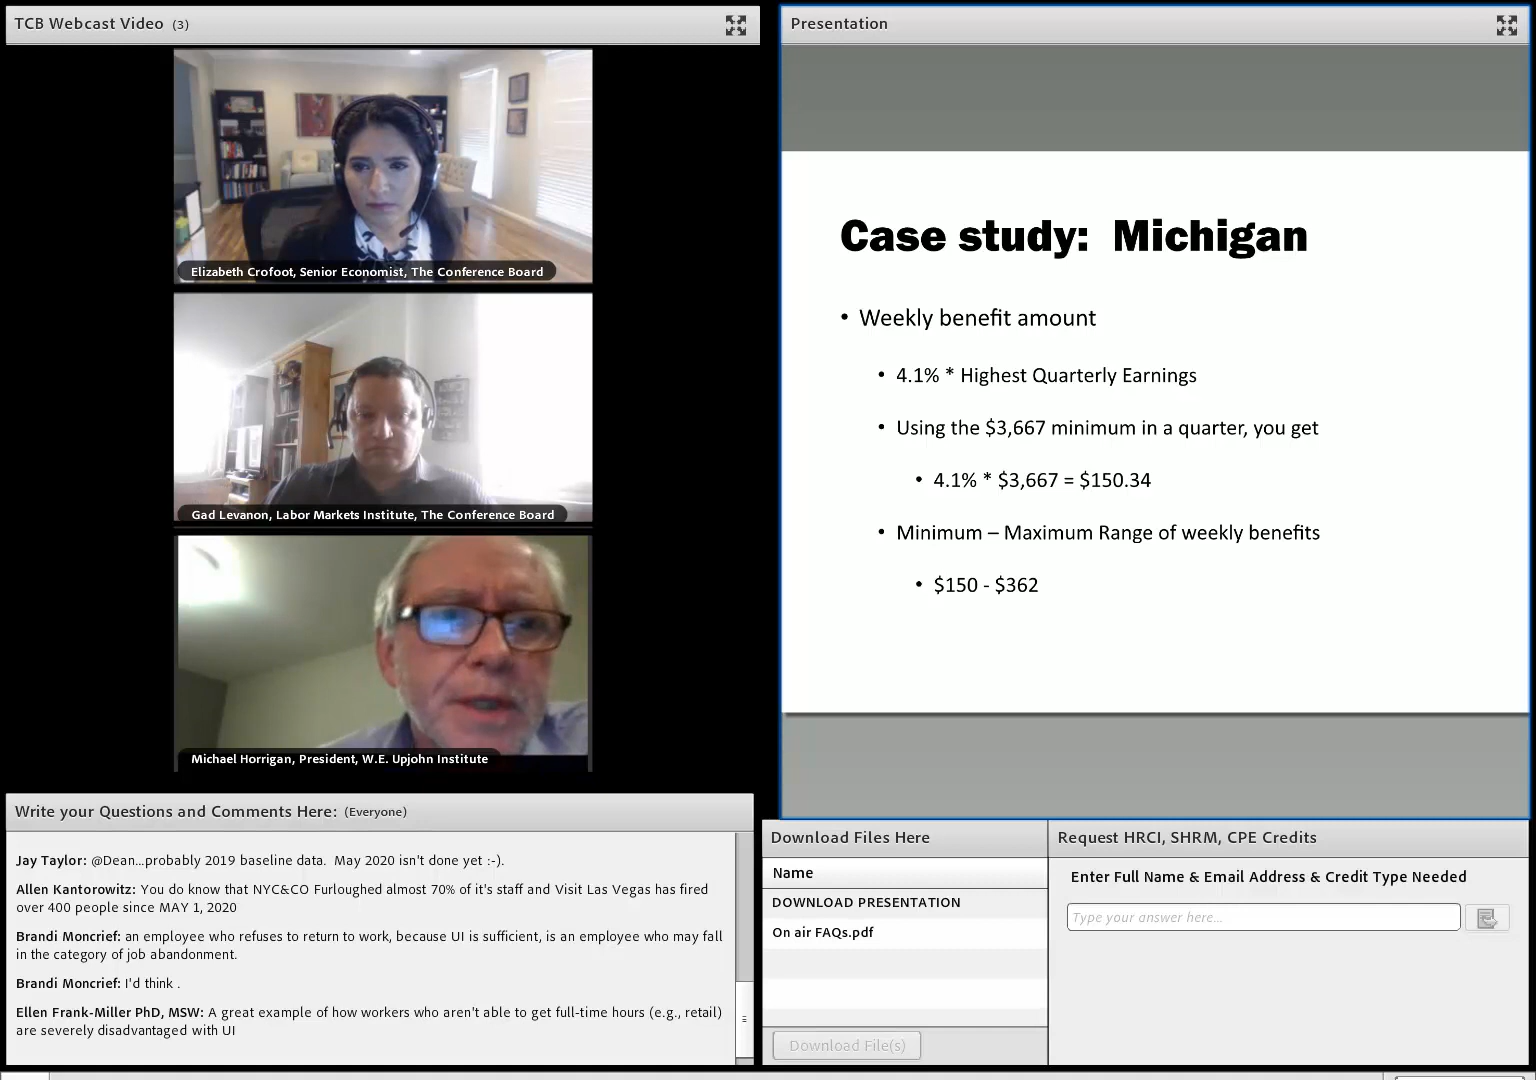 TCB Webcast Video (3)
Elizabeth Crofoot, Senior Economist, The Conference Board
Gad Levanon, Labor Markets Institute, The Conference Board
Michael Horrigan, President, W.E. Upjohn Institute
Presentation
Case study:  Michigan
• Weekly benefit amount
• 4.1% * Highest Quarterly Earnings
• Using the $3,667 minimum in a quarter, you get
• 4.1% * $3,667 = $150.34
• Minimum – Maximum Range of weekly benefits
• $150 - $362
Write your Questions and Comments Here: (Everyone)
Jay Taylor: @Dean...probably 2019 baseline data.  May 2020 isn't done yet :-).
Allen Kantorowitz: You do know that NYC&CO Furloughed almost 70% of it's staff and Visit Las Vegas has fired
over 400 people since MAY 1, 2020
Brandi Moncrief: an employee who refuses to return to work, because UI is sufficient, is an employee who may fall
in the category of job abandonment.
Brandi Moncrief: I'd think .
Ellen Frank-Miller PhD, MSW: A great example of how workers who aren't able to get full-time hours (e.g., retail)
are severely disadvantaged with UI
Download Files Here
Name
DOWNLOAD PRESENTATION
On air FAQs.pdf
Download File(s)
Request HRCI, SHRM, CPE Credits
Enter Full Name & Email Address & Credit Type Needed
Type your answer here...